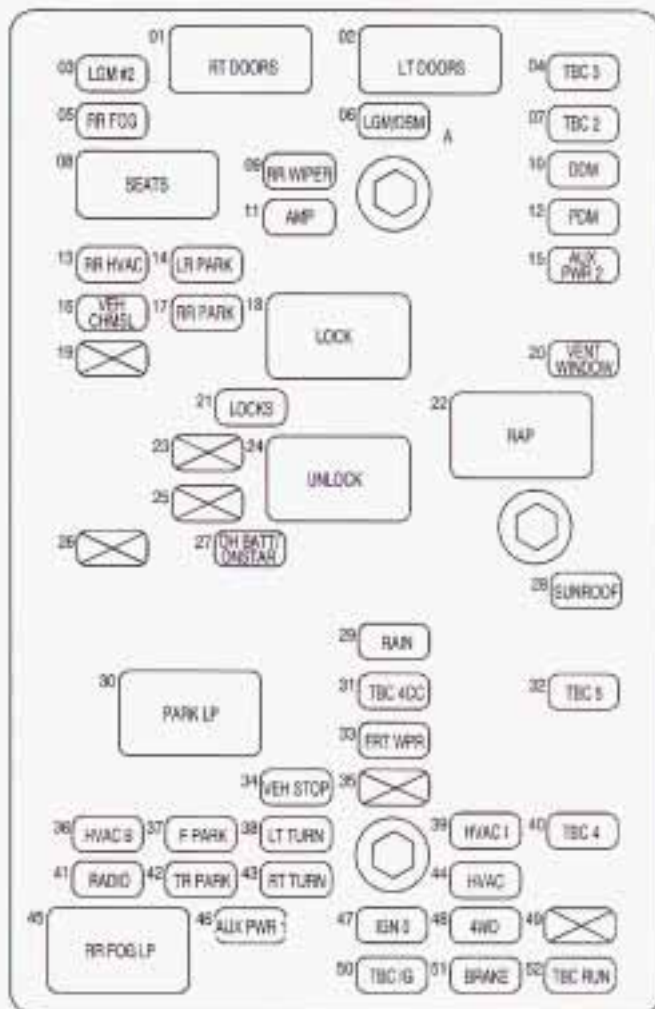 01 RT DOORS
02 LT DOORS
03 LGM #2
04 TBC 3
05 RR FOG
06 LGM/DSM
A
07 TBC 2
08 SEATS
09 RR WIPER
10 DDM
11 AMP
12 PDM
13 RR HVAC
14 LR PARK
15 AUX
PWR 2
16 VEH
CHMSL
17 RR PARK
18 LOCK
19
20 VENT
WINDOW
21 LOCKS
22 RAP
23
24 UNLOCK
25
26
27 OH BATT/
ONSTAR
28 SUNROOF
29 RAIN
30 PARK LP
31 TBC 4CC
32 TBC 5
33 FRT WPR
34 VEH STOP
35
36 HVAC B
37 F PARK
38 LT TURN
39 HVAC I
40 TBC 4
41 RADIO
42 TR PARK
43 RT TURN
44 HVAC
45 RR FOG LP
46 AUX PWR 1
47 IGN 0
48 4WD
49
50 TBC IG
51 BRAKE
52 TBC RUN